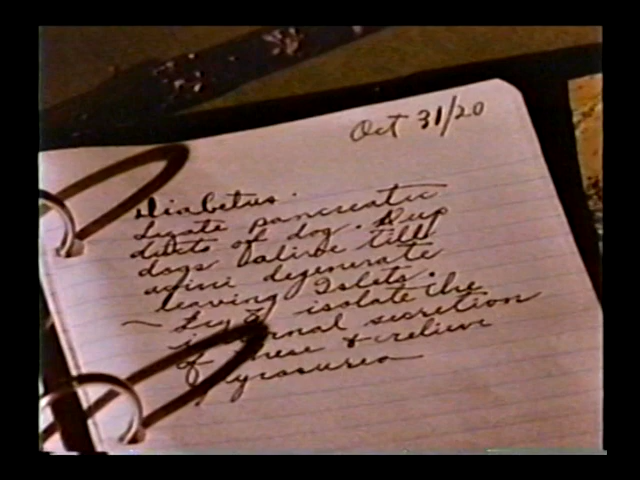 Oct 31/20
Diabetus.
Ligate pancreatic
ducts of dog. Keep
dogs alive till
acini degenerate
leaving Islets.
~ Try to isolate the
internal secretion
of these & relieve
glycosurea